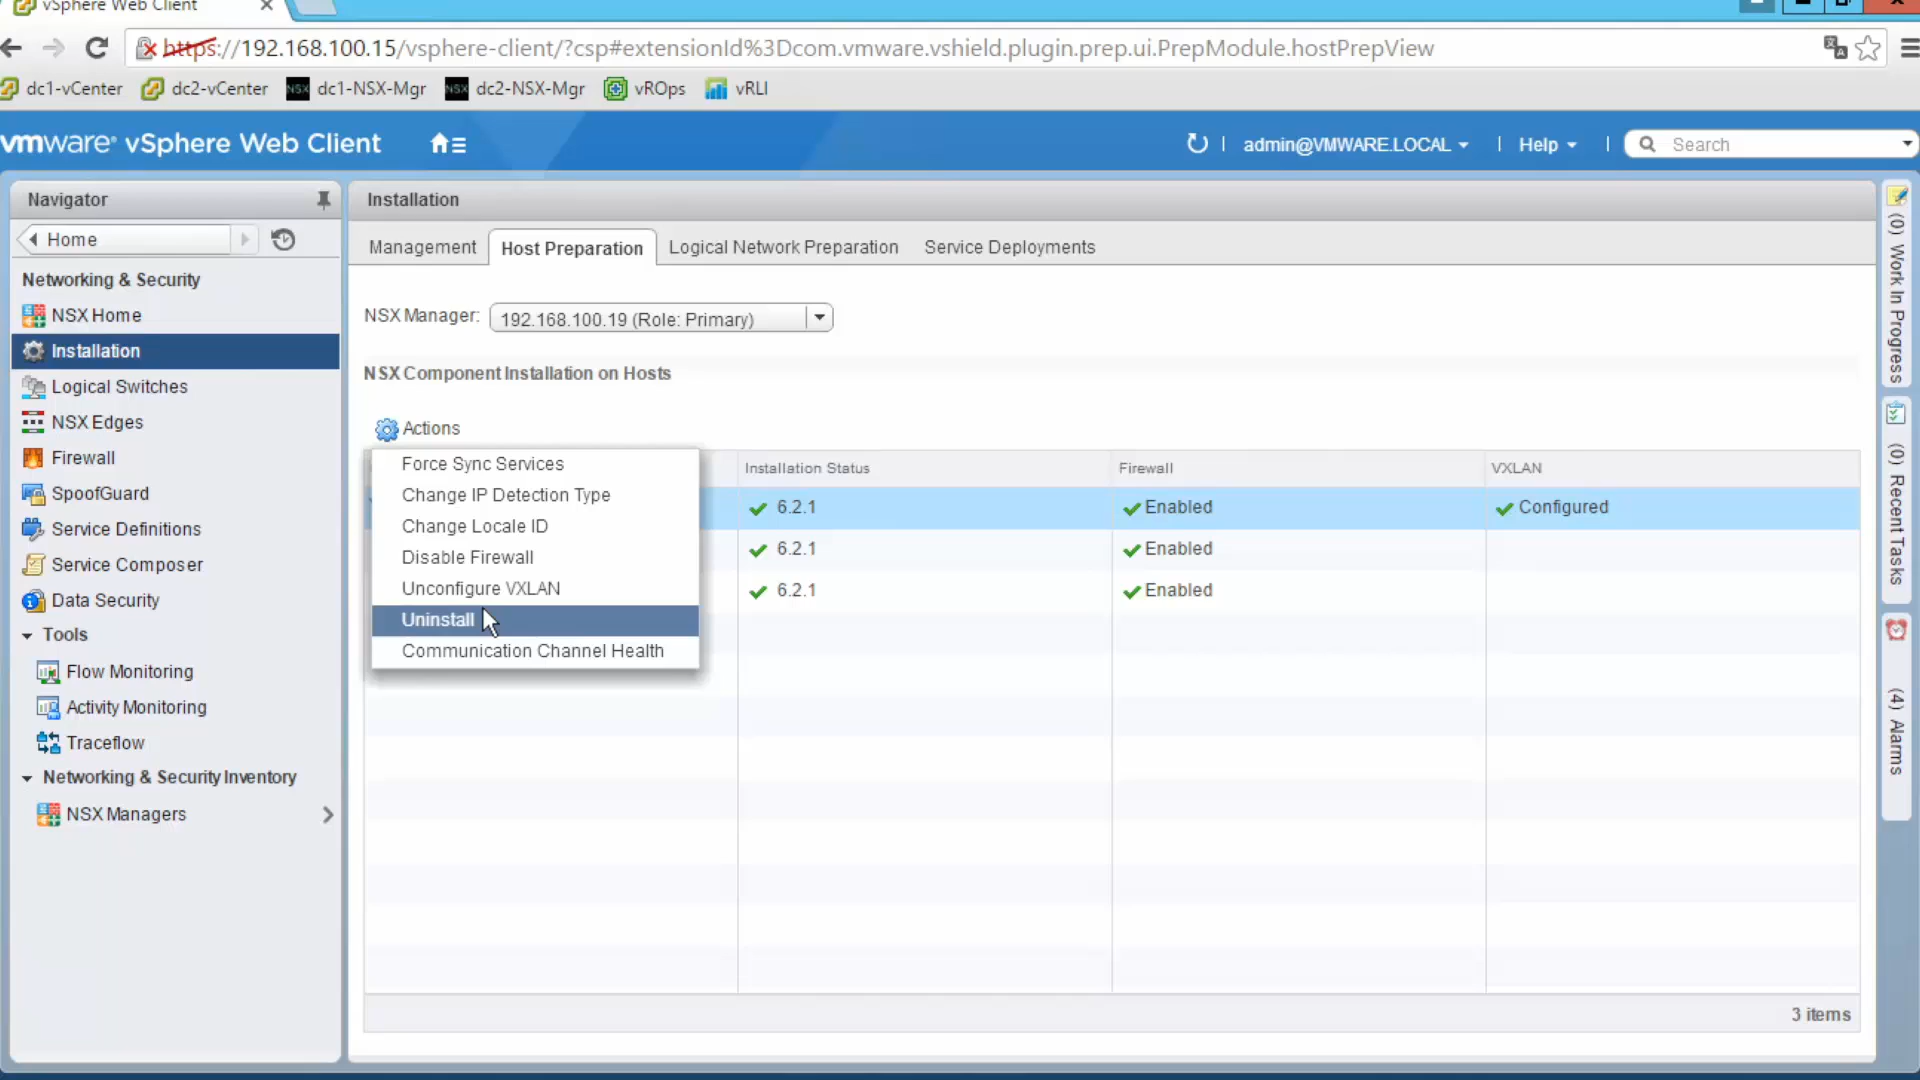 vSphere Web Client
https://192.168.100.15/vsphere-client/?csp#extensionId%3Dcom.vmware.vshield.plugin.prep.ui.PrepModule.hostPrepView
dc1-vCenter dc2-vCenter NSX dc1-NSX-Mgr NSX dc2-NSX-Mgr vROps vRLI
vmware® vSphere Web Client admin@VMWARE.LOCAL Help Search
Navigator
Home
Networking & Security
NSX Home
Installation
Logical Switches
NSX Edges
Firewall
SpoofGuard
Service Definitions
Service Composer
Data Security
Tools
Flow Monitoring
Activity Monitoring
Traceflow
Networking & Security Inventory
NSX Managers
Installation
Management Host Preparation Logical Network Preparation Service Deployments
NSX Manager: 192.168.100.19 (Role: Primary)
NSX Component Installation on Hosts
Actions
Force Sync Services
Change IP Detection Type
Change Locale ID
Disable Firewall
Unconfigure VXLAN
Uninstall
Communication Channel Health
Installation Status Firewall VXLAN
6.2.1 Enabled Configured
6.2.1 Enabled
6.2.1 Enabled
3 items
(0) Work In Progress
(0) Recent Tasks
(4) Alarms